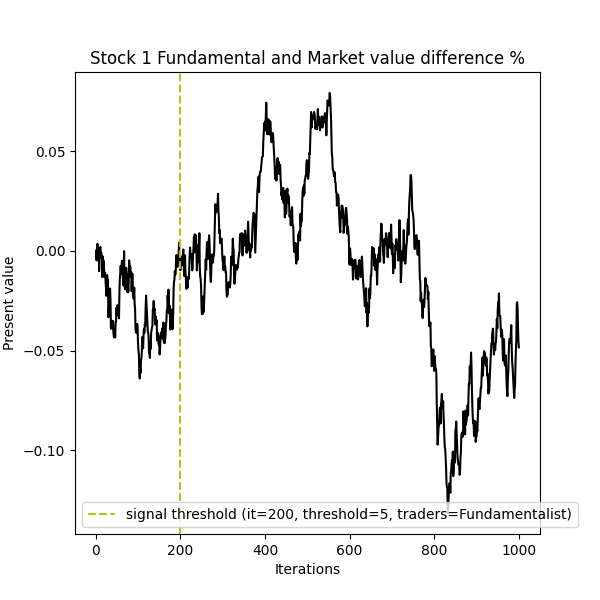 Stock 1 Fundamental and Market value difference %
Present value
0.05
0.00
−0.05
−0.10
signal threshold (it=200, threshold=5, traders=Fundamentalist)
0 200 400 600 800 1000
Iterations